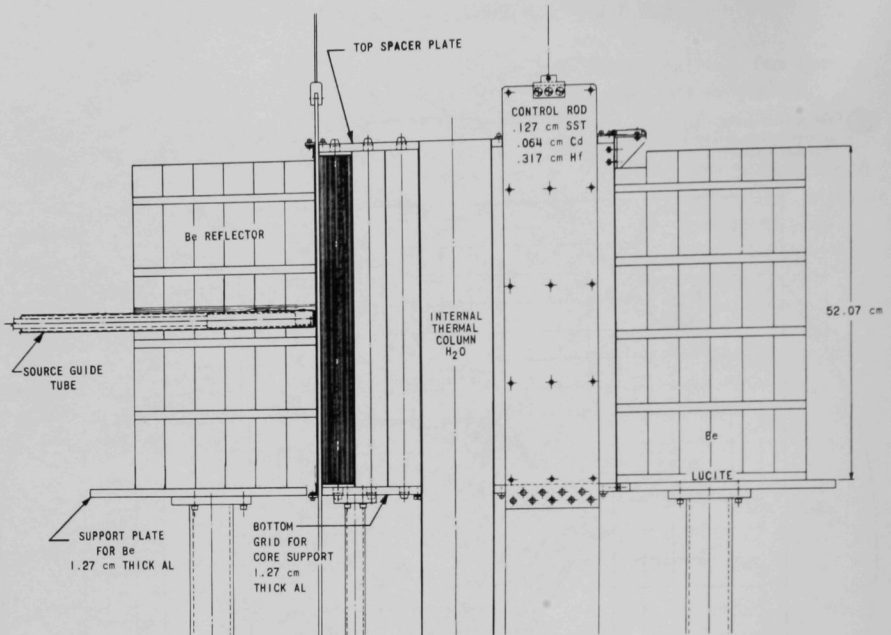 TOP SPACER PLATE
CONTROL ROD
.127 cm SST
.064 cm Cd
.317 cm Hf
Be REFLECTOR
INTERNAL
THERMAL
COLUMN
H₂O
52.07 cm
SOURCE GUIDE
TUBE
Be
LUCITE
SUPPORT PLATE
FOR Be
1.27 cm THICK AL
BOTTOM
GRID FOR
CORE SUPPORT
1.27 cm
THICK AL